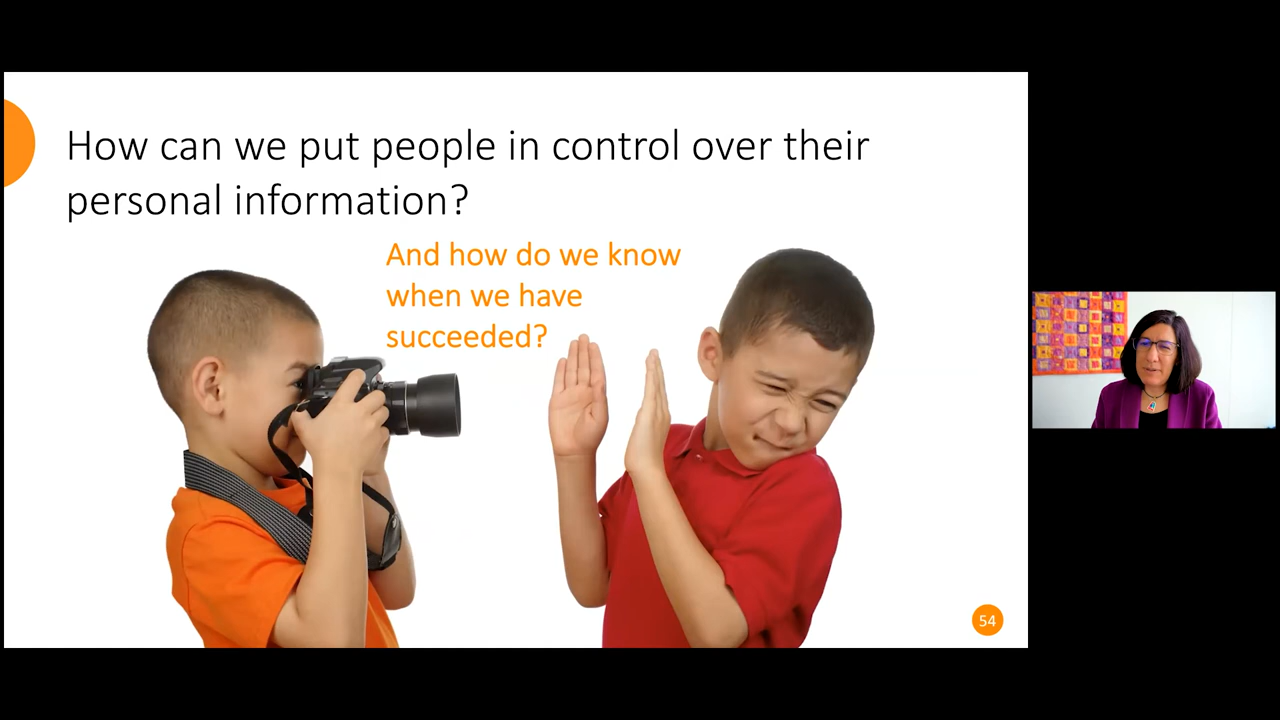 How can we put people in control over their
personal information?
And how do we know
when we have
succeeded?
54